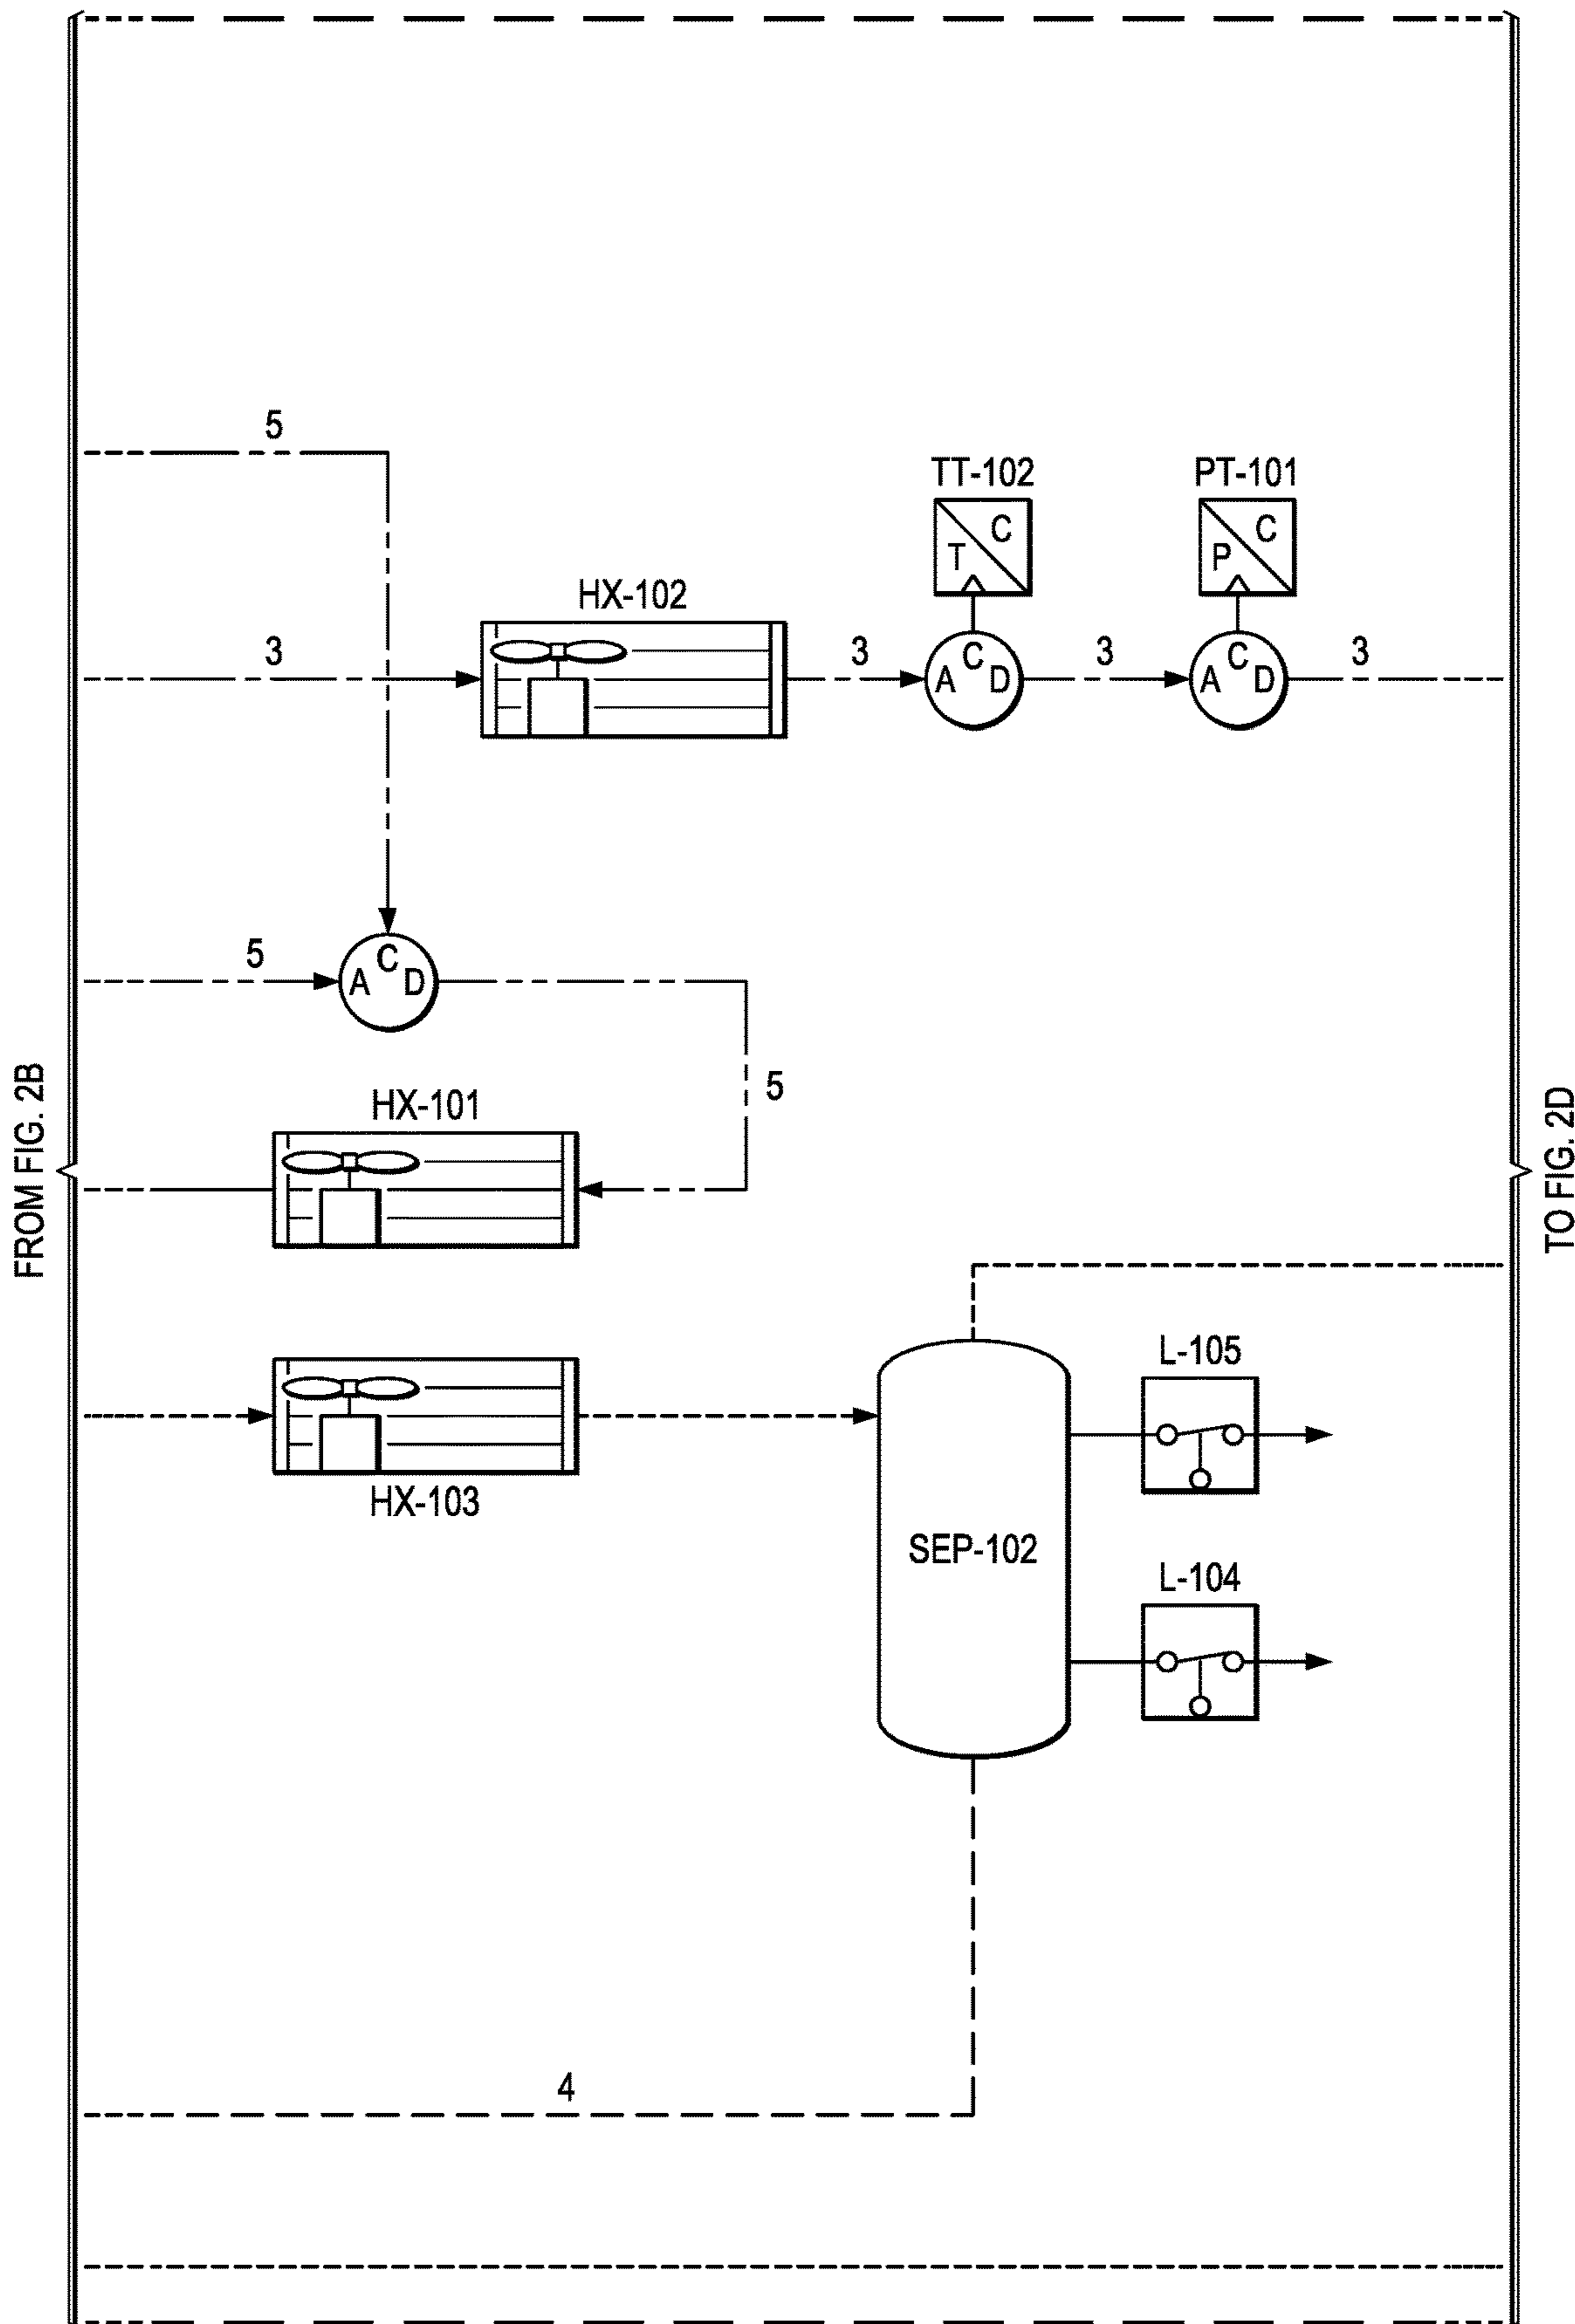 5
TT-102
PT-101
C
T
C
P
HX-102
3
3
3
3
A C D
A C D
5
A C D
5
HX-101
FROM FIG. 2B
TO FIG. 2D
L-105
HX-103
SEP-102
L-104
4